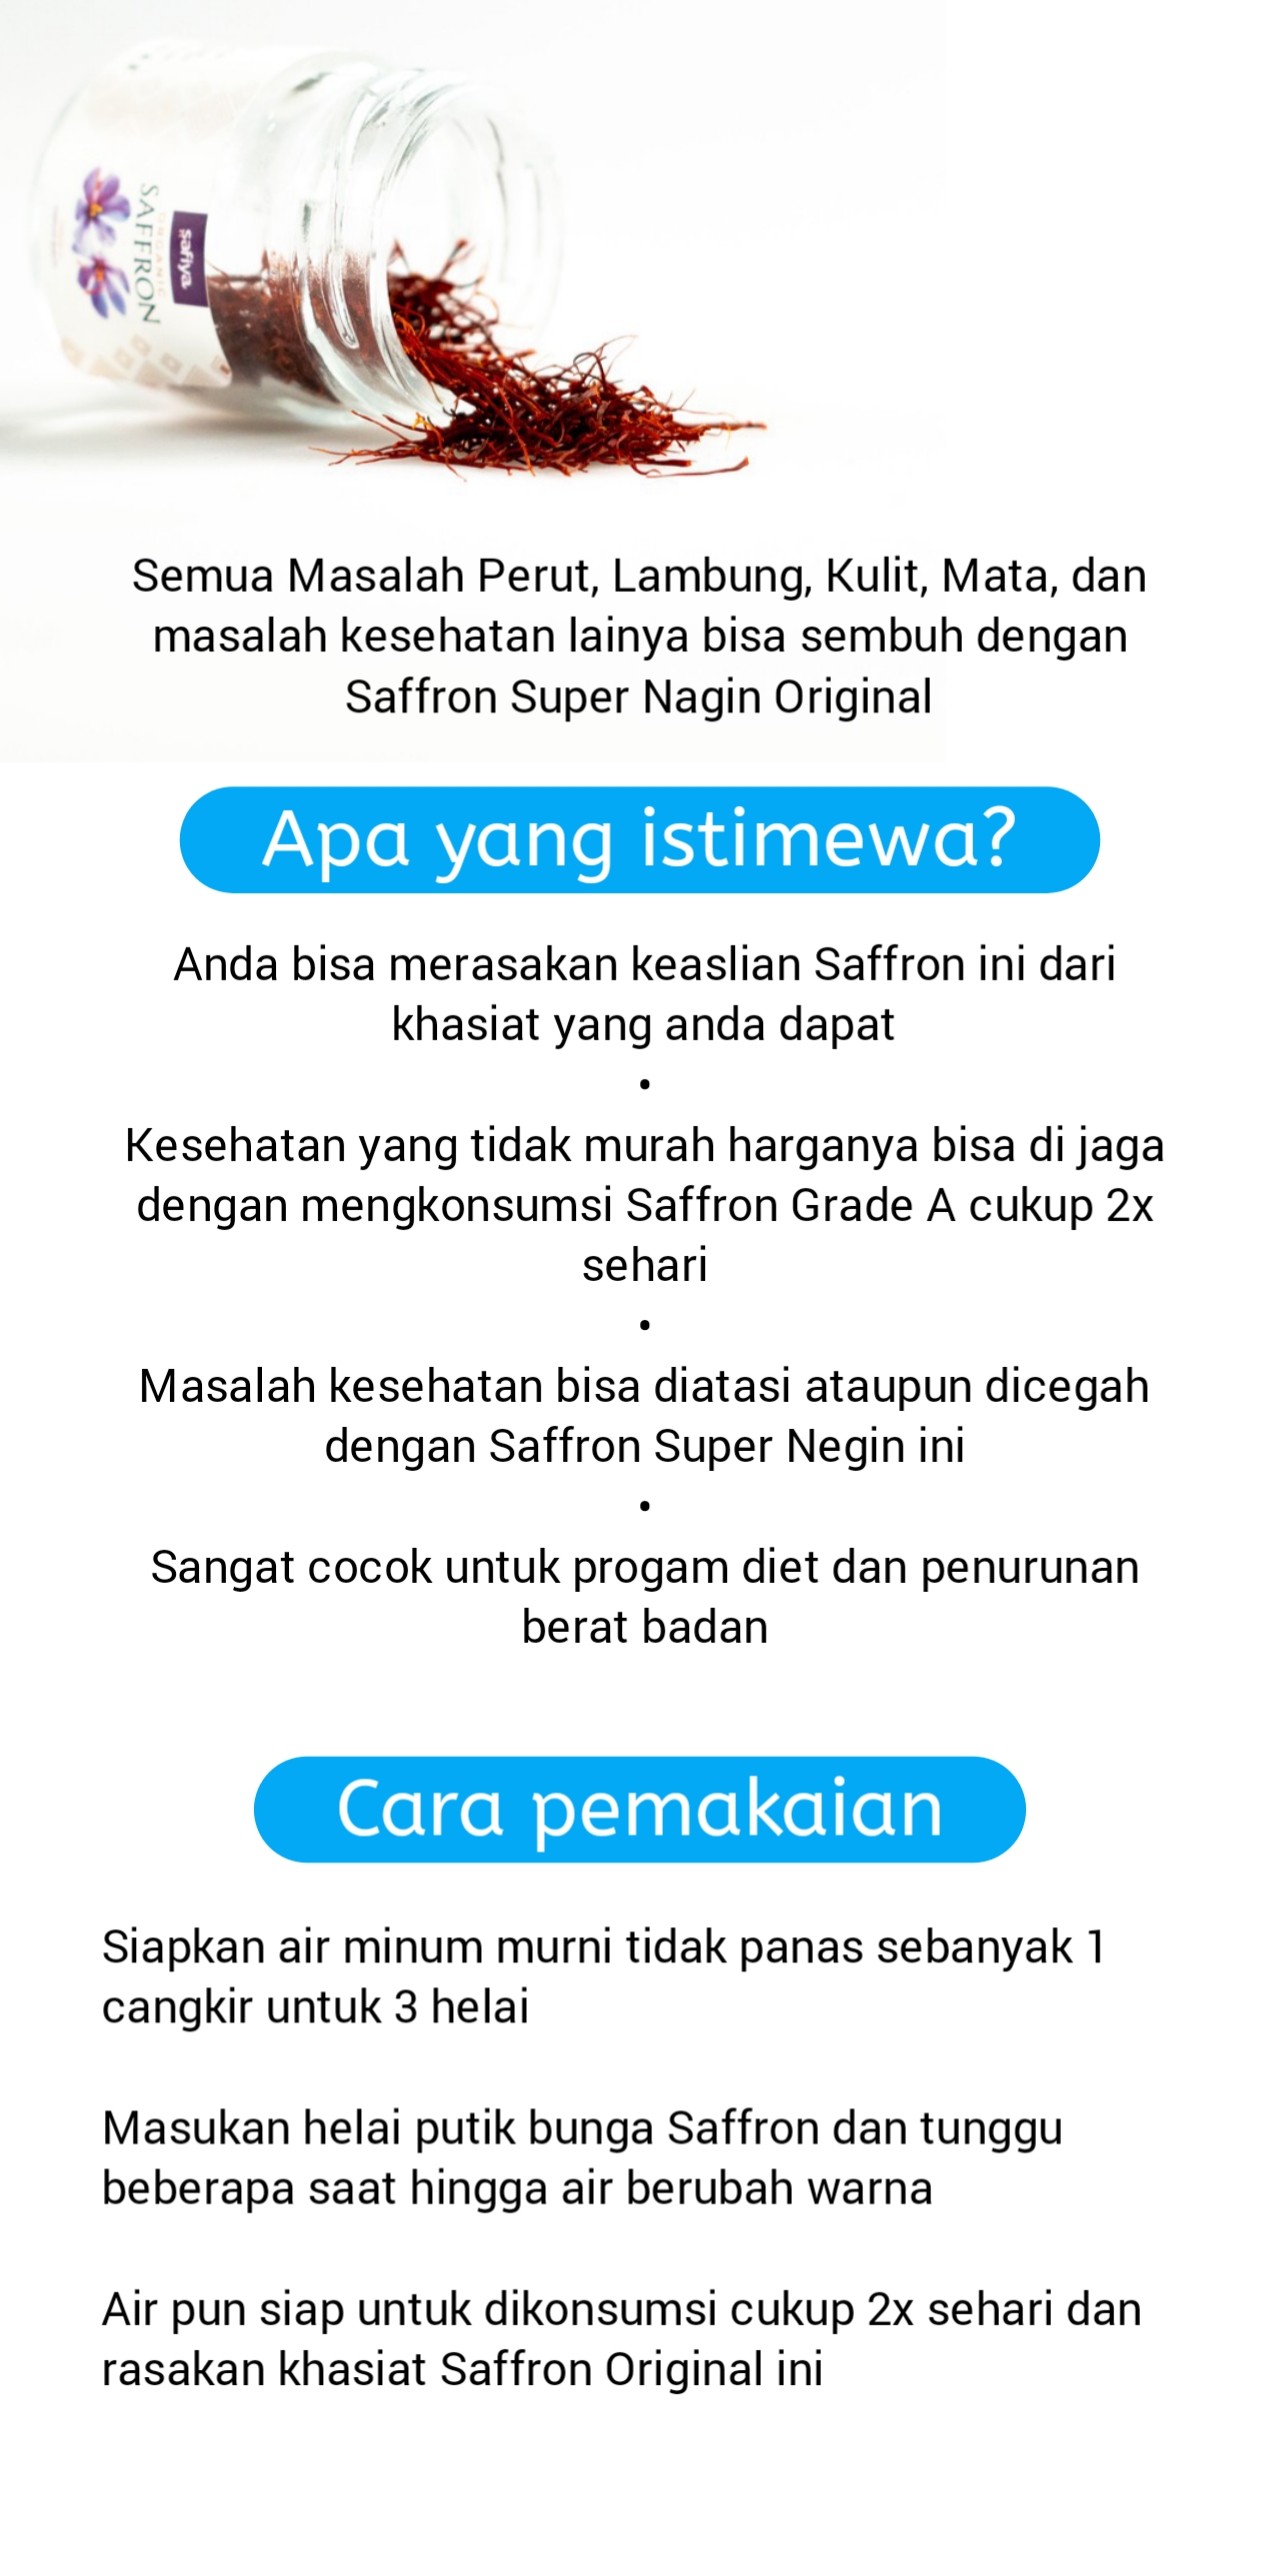 safiya
ORGANIC
SAFFRON
Semua Masalah Perut, Lambung, Kulit, Mata, dan
masalah kesehatan lainya bisa sembuh dengan
Saffron Super Nagin Original
Apa yang istimewa?
Anda bisa merasakan keaslian Saffron ini dari
khasiat yang anda dapat
•
Kesehatan yang tidak murah harganya bisa di jaga
dengan mengkonsumsi Saffron Grade A cukup 2x
sehari
•
Masalah kesehatan bisa diatasi ataupun dicegah
dengan Saffron Super Negin ini
•
Sangat cocok untuk progam diet dan penurunan
berat badan
Cara pemakaian
Siapkan air minum murni tidak panas sebanyak 1
cangkir untuk 3 helai
Masukan helai putik bunga Saffron dan tunggu
beberapa saat hingga air berubah warna
Air pun siap untuk dikonsumsi cukup 2x sehari dan
rasakan khasiat Saffron Original ini